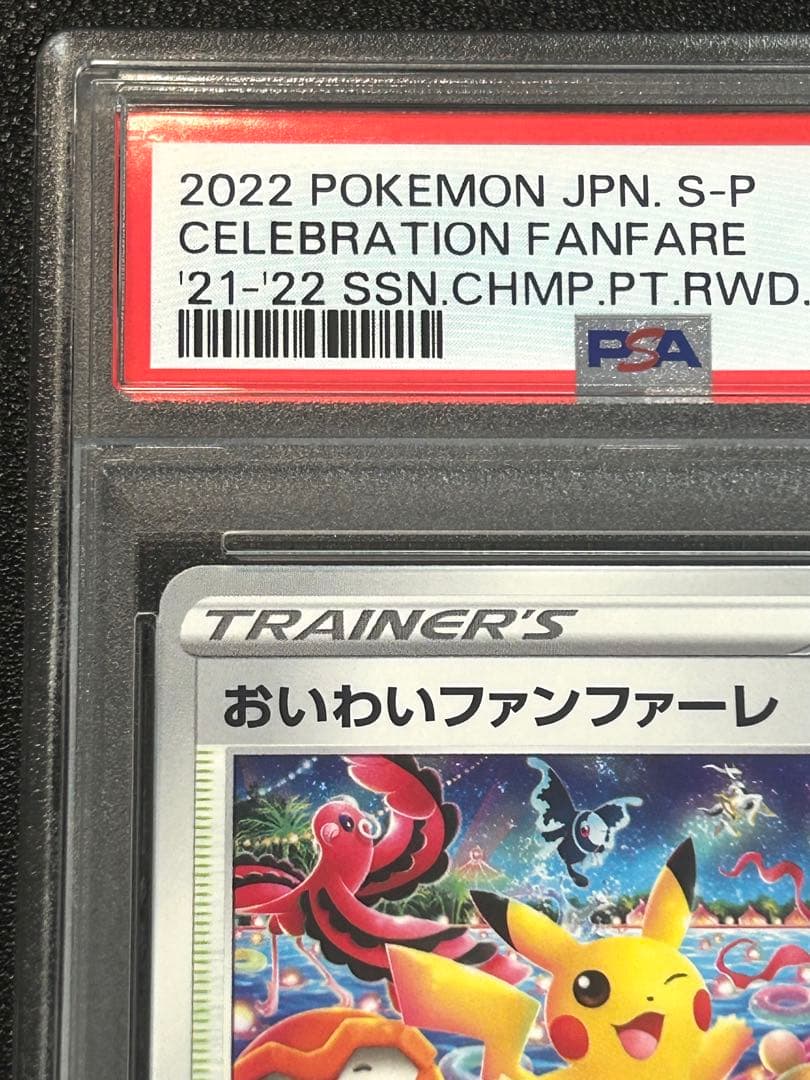 2022 POKEMON JPN. S-P
CELEBRATION FANFARE
'21-'22 SSN.CHMP.PT.RWD.
PSA
TRAINER'S
おいわいファンファーレ